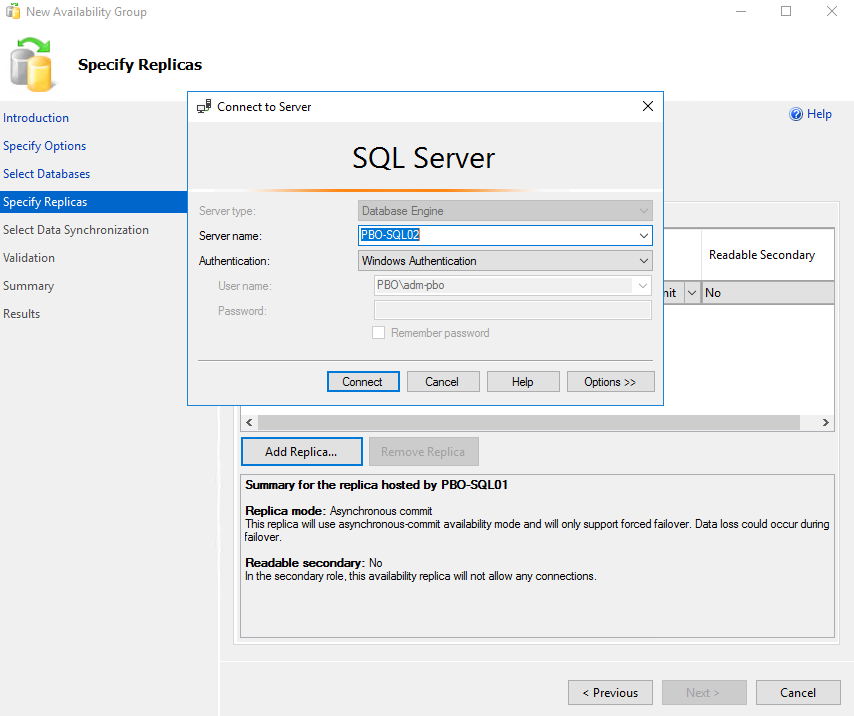 New Availability Group
Specify Replicas
Introduction
Specify Options
Select Databases
Specify Replicas
Select Data Synchronization
Validation
Summary
Results
Help
Connect to Server
SQL Server
Server type: Database Engine
Server name: PBO-SQL02
Authentication: Windows Authentication
User name: PBO\adm-pbo
Password:
Remember password
Connect Cancel Help Options >>
Readable Secondary
No
Add Replica... Remove Replica
Summary for the replica hosted by PBO-SQL01
Replica mode: Asynchronous commit
This replica will use asynchronous-commit availability mode and will only support forced failover. Data loss could occur during
failover.
Readable secondary: No
In the secondary role, this availability replica will not allow any connections.
< Previous Next > Cancel